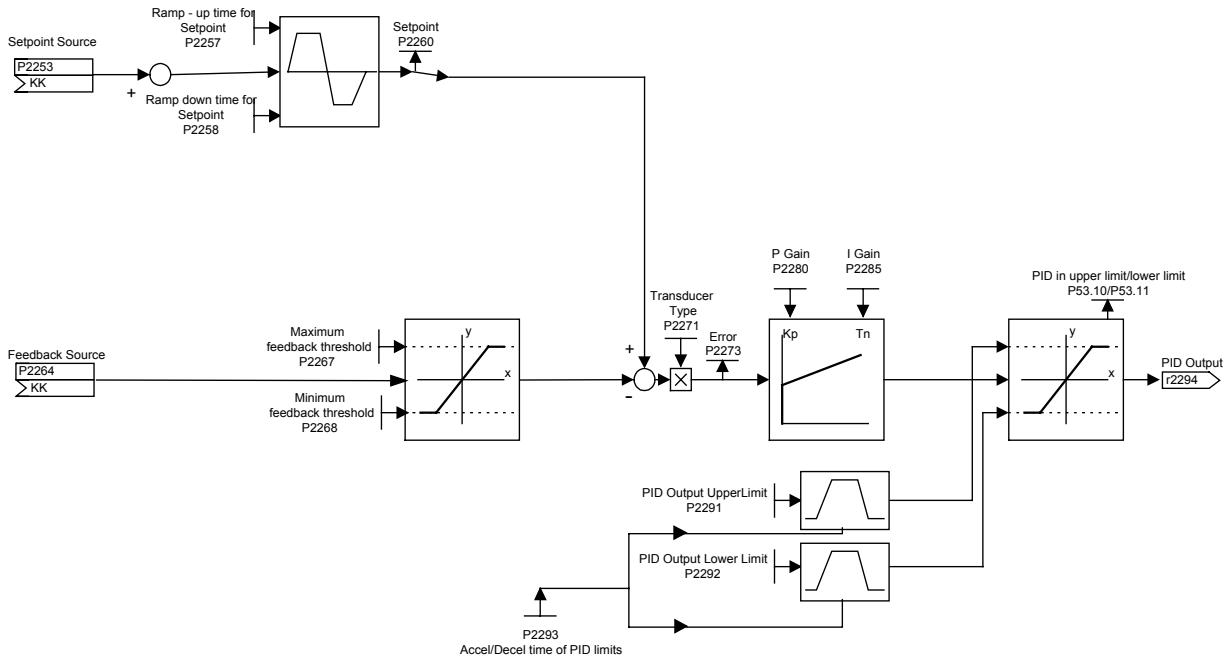 Ramp - up time for
Setpoint
P2257
Setpoint Source
P2253
KK
+
Ramp down time for
Setpoint
P2258
Setpoint
P2260
P Gain
P2280
I Gain
P2285
PID in upper limit/lower limit
P53.10/P53.11
Transducer
Type
P2271
Error
P2273
Maximum
feedback threshold
P2267
Feedback Source
P2264
KK
Minimum
feedback threshold
P2268
y
x
+
-
Kp
Tn
y
x
PID Output
r2294
PID Output UpperLimit
P2291
PID Output Lower Limit
P2292
P2293
Accel/Decel time of PID limits